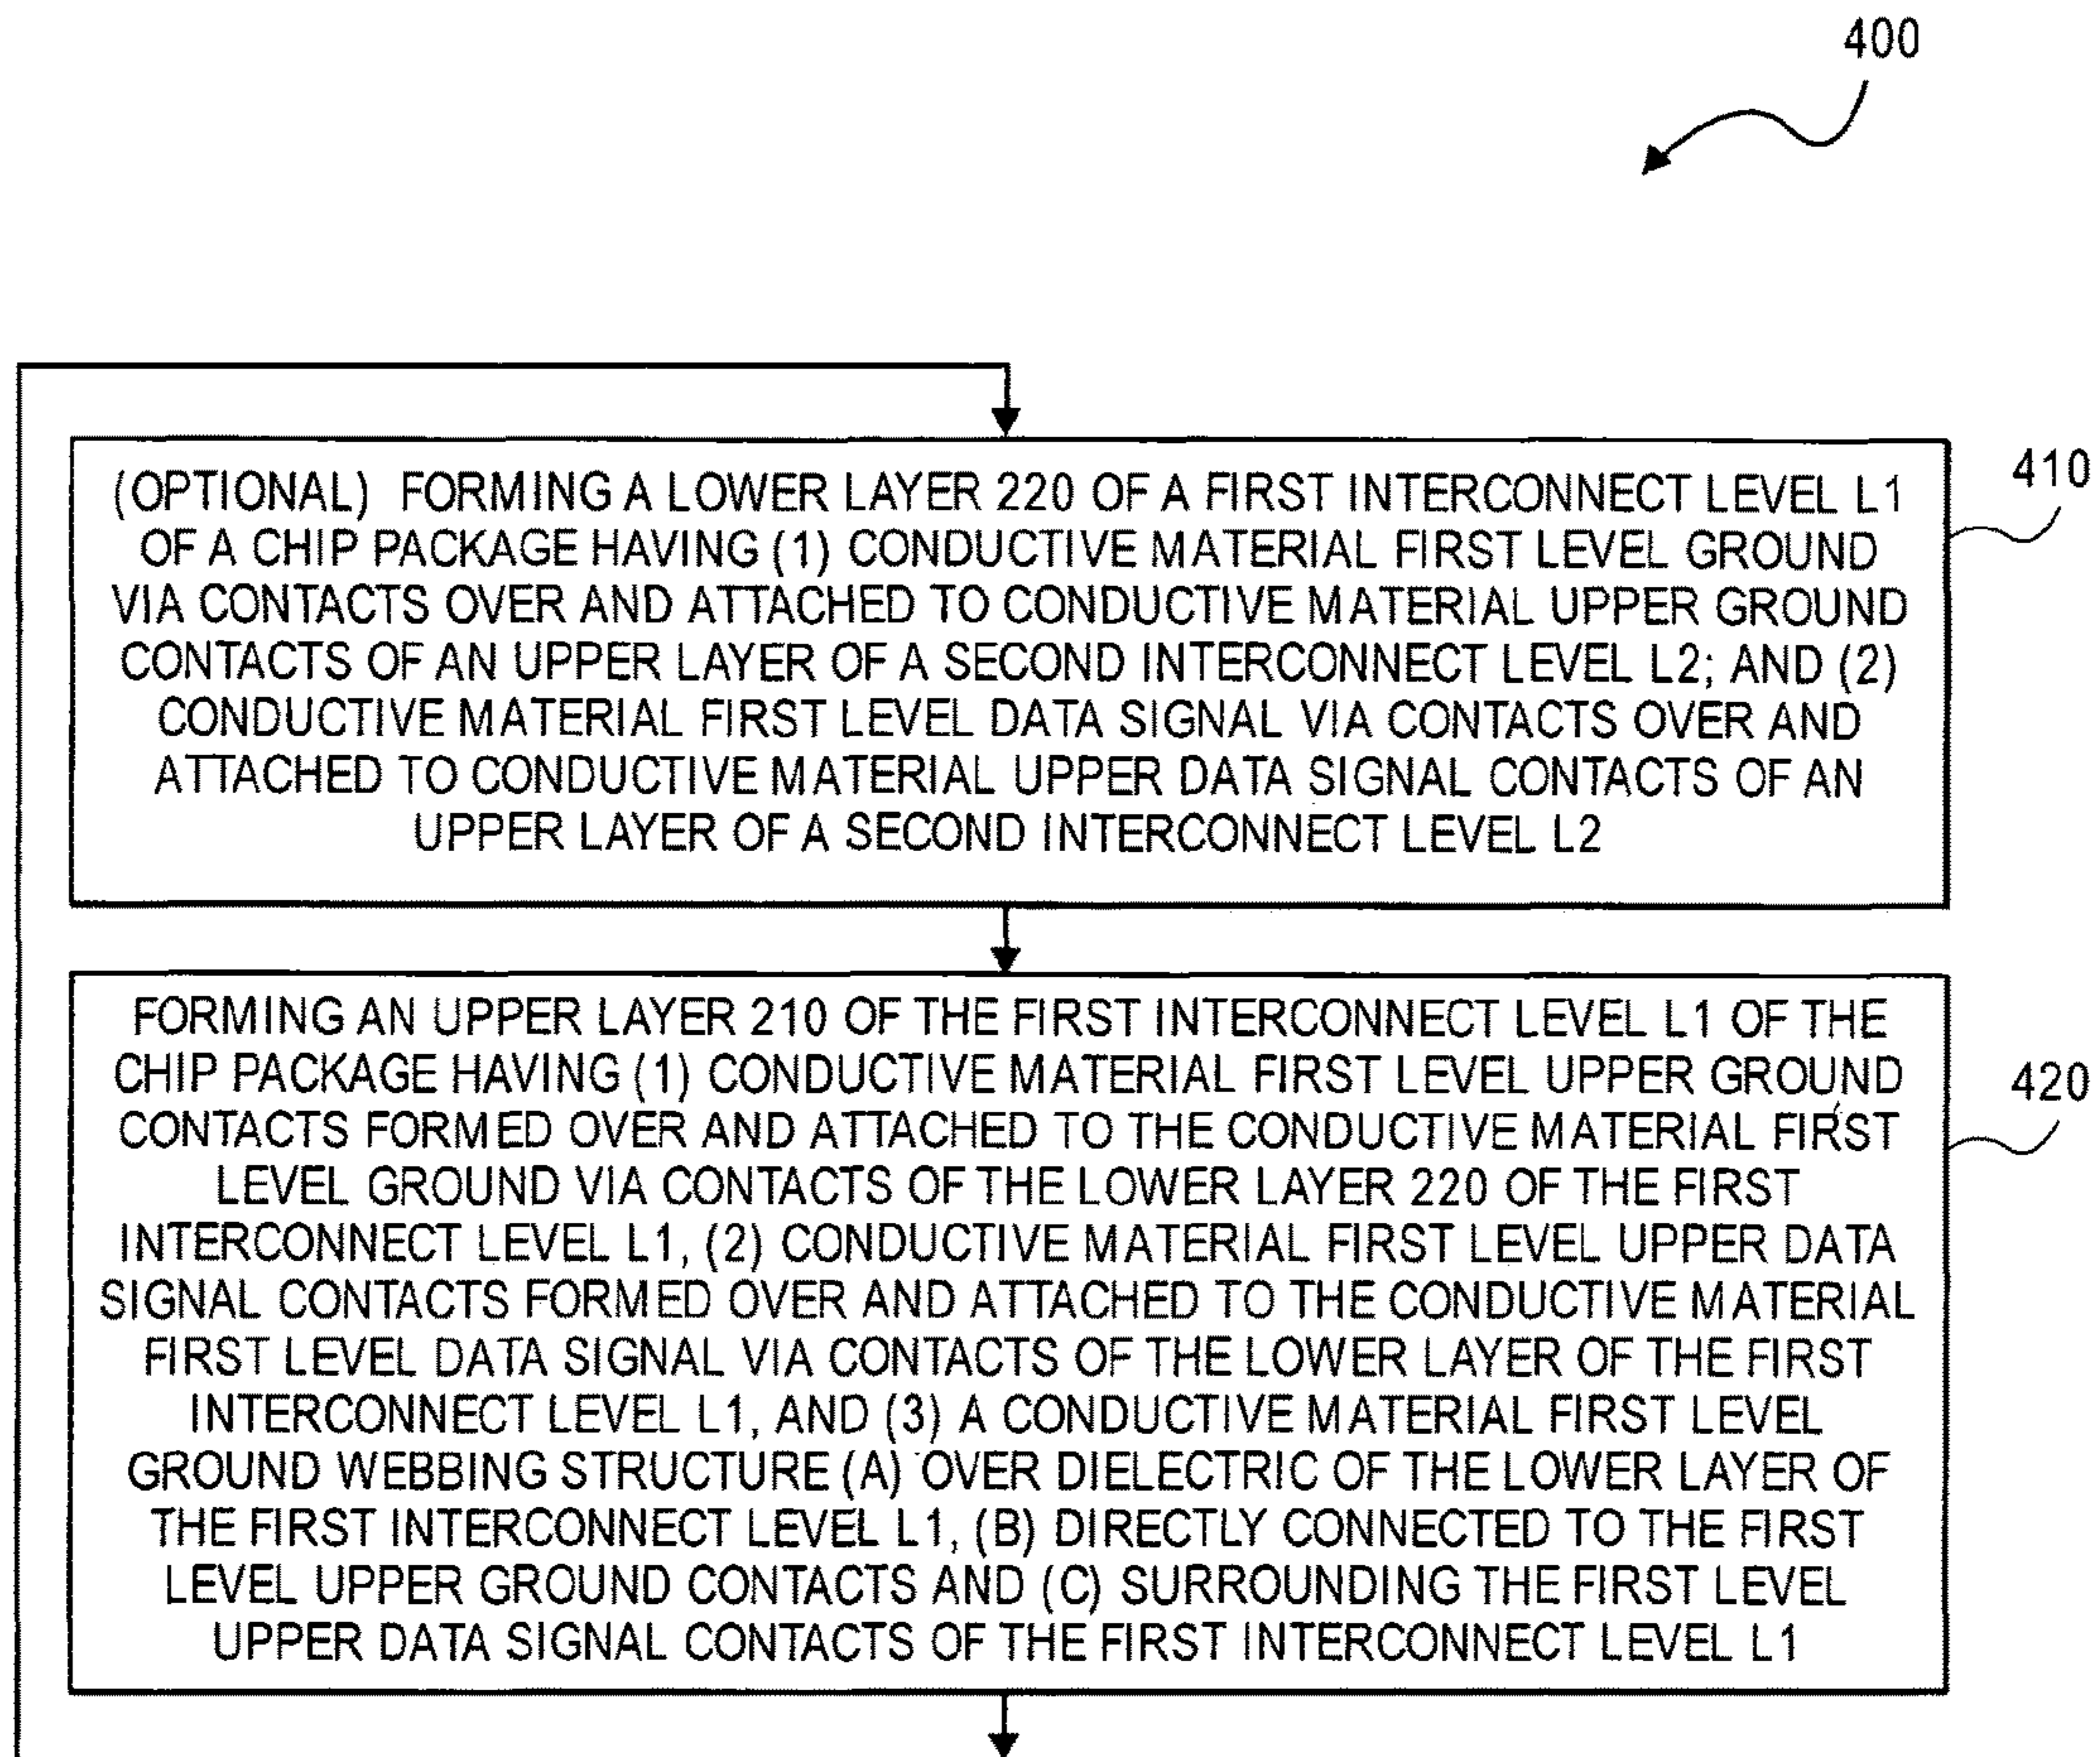 400
(OPTIONAL) FORMING A LOWER LAYER 220 OF A FIRST INTERCONNECT LEVEL L1
OF A CHIP PACKAGE HAVING (1) CONDUCTIVE MATERIAL FIRST LEVEL GROUND
VIA CONTACTS OVER AND ATTACHED TO CONDUCTIVE MATERIAL UPPER GROUND
CONTACTS OF AN UPPER LAYER OF A SECOND INTERCONNECT LEVEL L2; AND (2)
CONDUCTIVE MATERIAL FIRST LEVEL DATA SIGNAL VIA CONTACTS OVER AND
ATTACHED TO CONDUCTIVE MATERIAL UPPER DATA SIGNAL CONTACTS OF AN
UPPER LAYER OF A SECOND INTERCONNECT LEVEL L2
410
FORMING AN UPPER LAYER 210 OF THE FIRST INTERCONNECT LEVEL L1 OF THE
CHIP PACKAGE HAVING (1) CONDUCTIVE MATERIAL FIRST LEVEL UPPER GROUND
CONTACTS FORMED OVER AND ATTACHED TO THE CONDUCTIVE MATERIAL FIRST
LEVEL GROUND VIA CONTACTS OF THE LOWER LAYER 220 OF THE FIRST
INTERCONNECT LEVEL L1, (2) CONDUCTIVE MATERIAL FIRST LEVEL UPPER DATA
SIGNAL CONTACTS FORMED OVER AND ATTACHED TO THE CONDUCTIVE MATERIAL
FIRST LEVEL DATA SIGNAL VIA CONTACTS OF THE LOWER LAYER OF THE FIRST
INTERCONNECT LEVEL L1, AND (3) A CONDUCTIVE MATERIAL FIRST LEVEL
GROUND WEBBING STRUCTURE (A) OVER DIELECTRIC OF THE LOWER LAYER OF
THE FIRST INTERCONNECT LEVEL L1, (B) DIRECTLY CONNECTED TO THE FIRST
LEVEL UPPER GROUND CONTACTS AND (C) SURROUNDING THE FIRST LEVEL
UPPER DATA SIGNAL CONTACTS OF THE FIRST INTERCONNECT LEVEL L1
420